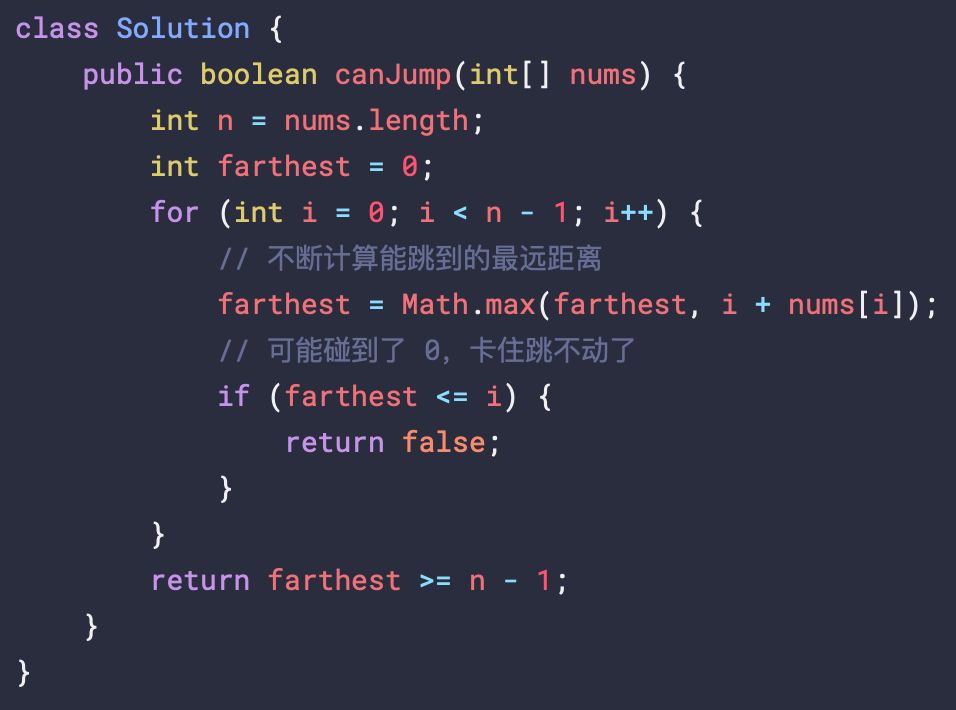 class Solution {
    public boolean canJump(int[] nums) {
        int n = nums.length;
        int farthest = 0;
        for (int i = 0; i < n - 1; i++) {
            // 不断计算能跳到的最远距离
            farthest = Math.max(farthest, i + nums[i]);
            // 可能碰到了 0，卡住跳不动了
            if (farthest <= i) {
                return false;
            }
        }
        return farthest >= n - 1;
    }
}